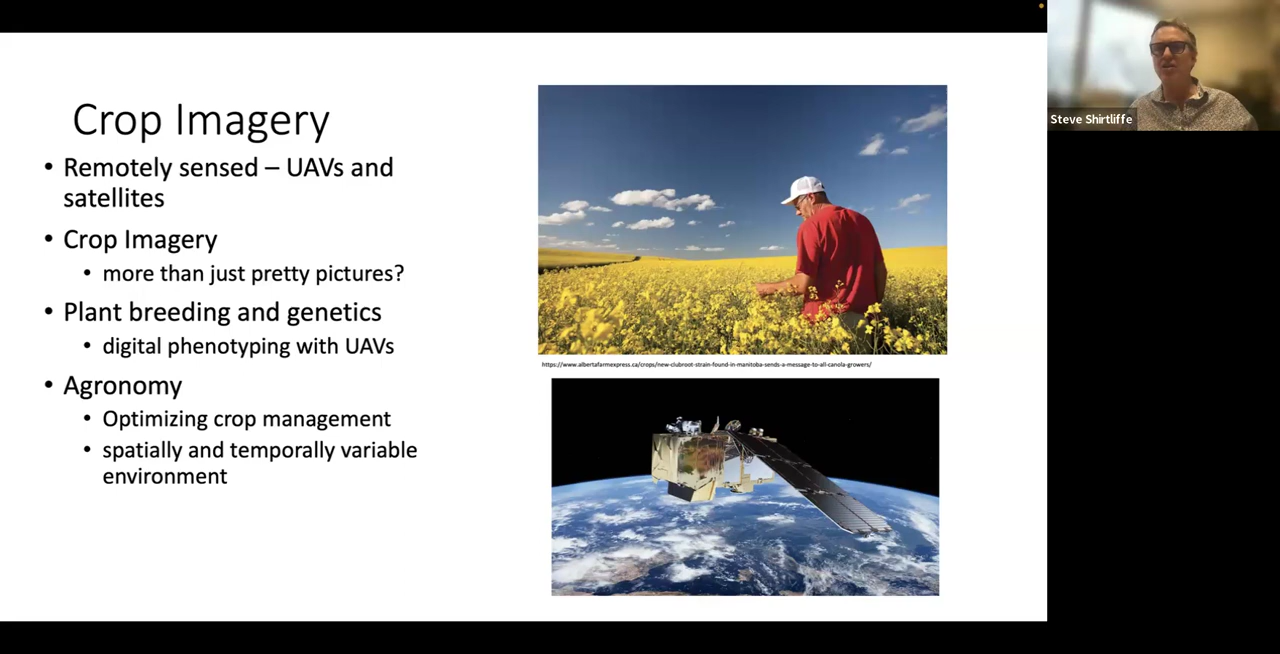 Crop Imagery
• Remotely sensed – UAVs and
satellites
• Crop Imagery
• more than just pretty pictures?
• Plant breeding and genetics
• digital phenotyping with UAVs
• Agronomy
• Optimizing crop management
• spatially and temporally variable
environment
https://www.albertafarmexpress.ca/crops/new-clubroot-strain-found-in-manitoba-sends-a-message-to-all-canola-growers/
Steve Shirtliffe